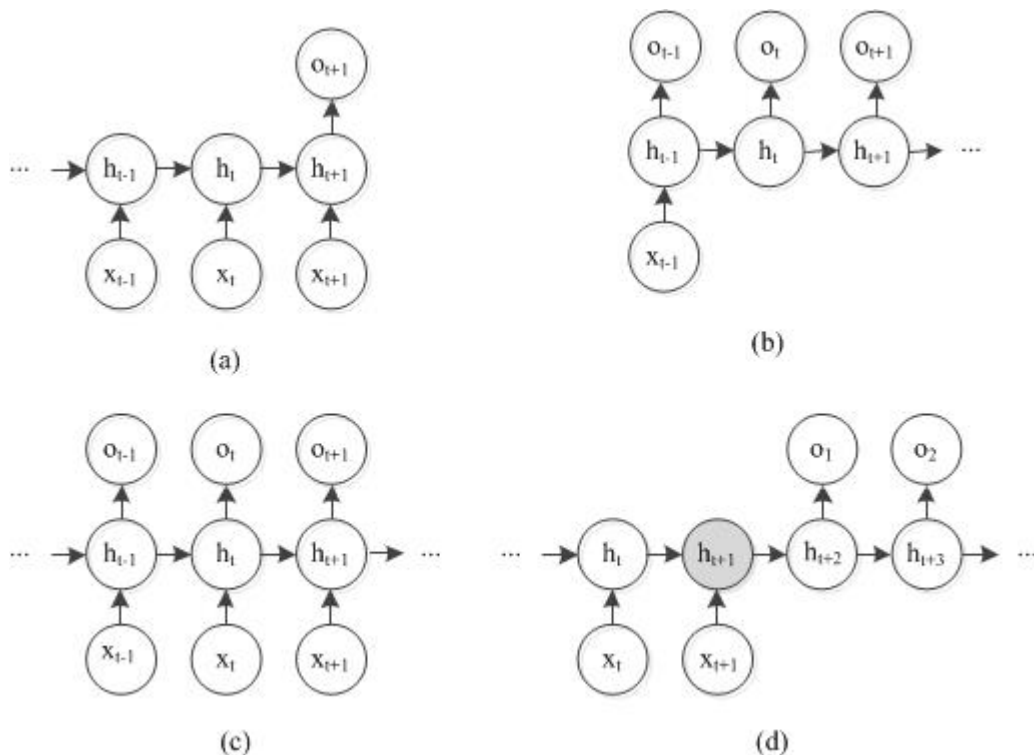 o_{t+1}
... h_{t-1} h_t h_{t+1}
x_{t-1} x_t x_{t+1}
(a)
o_{t-1} o_t o_{t+1}
h_{t-1} h_t h_{t+1} ...
x_{t-1}
(b)
o_{t-1} o_t o_{t+1}
... h_{t-1} h_t h_{t+1} ...
x_{t-1} x_t x_{t+1}
(c)
o_1 o_2
... h_t h_{t+1} h_{t+2} h_{t+3} ...
x_t x_{t+1}
(d)